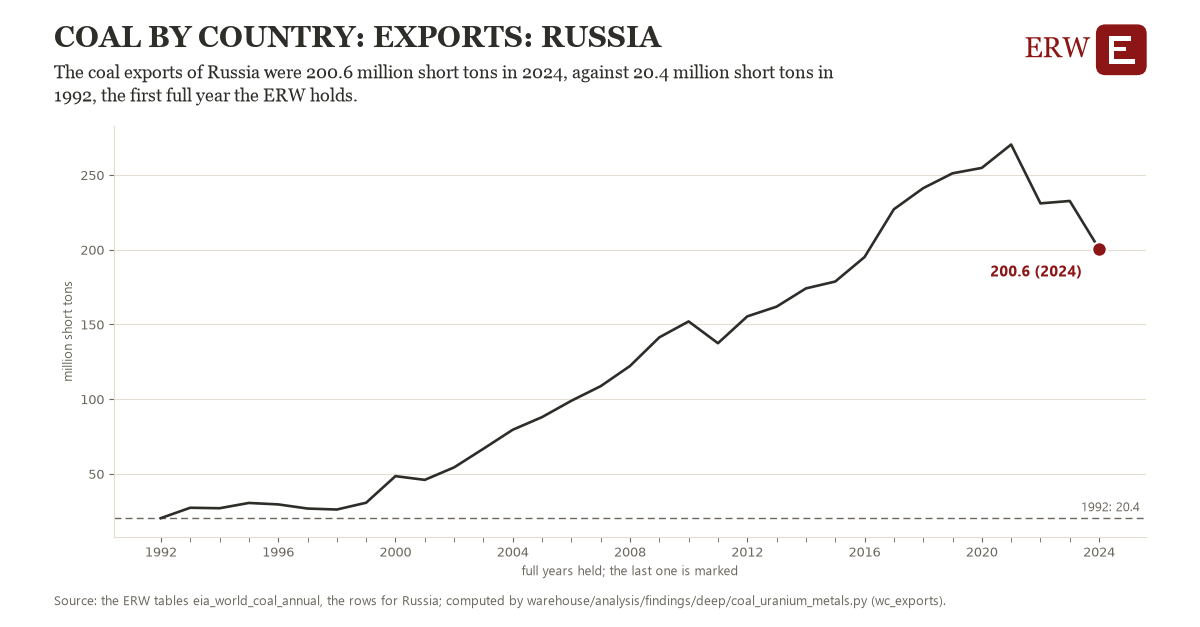 COAL BY COUNTRY: EXPORTS: RUSSIA
ERW E
The coal exports of Russia were 200.6 million short tons in 2024, against 20.4 million short tons in
1992, the first full year the ERW holds.
250
200
150
100
50
million short tons
200.6 (2024)
1992: 20.4
1992 1996 2000 2004 2008 2012 2016 2020 2024
full years held; the last one is marked
Source: the ERW tables eia_world_coal_annual, the rows for Russia; computed by warehouse/analysis/findings/deep/coal_uranium_metals.py (wc_exports).